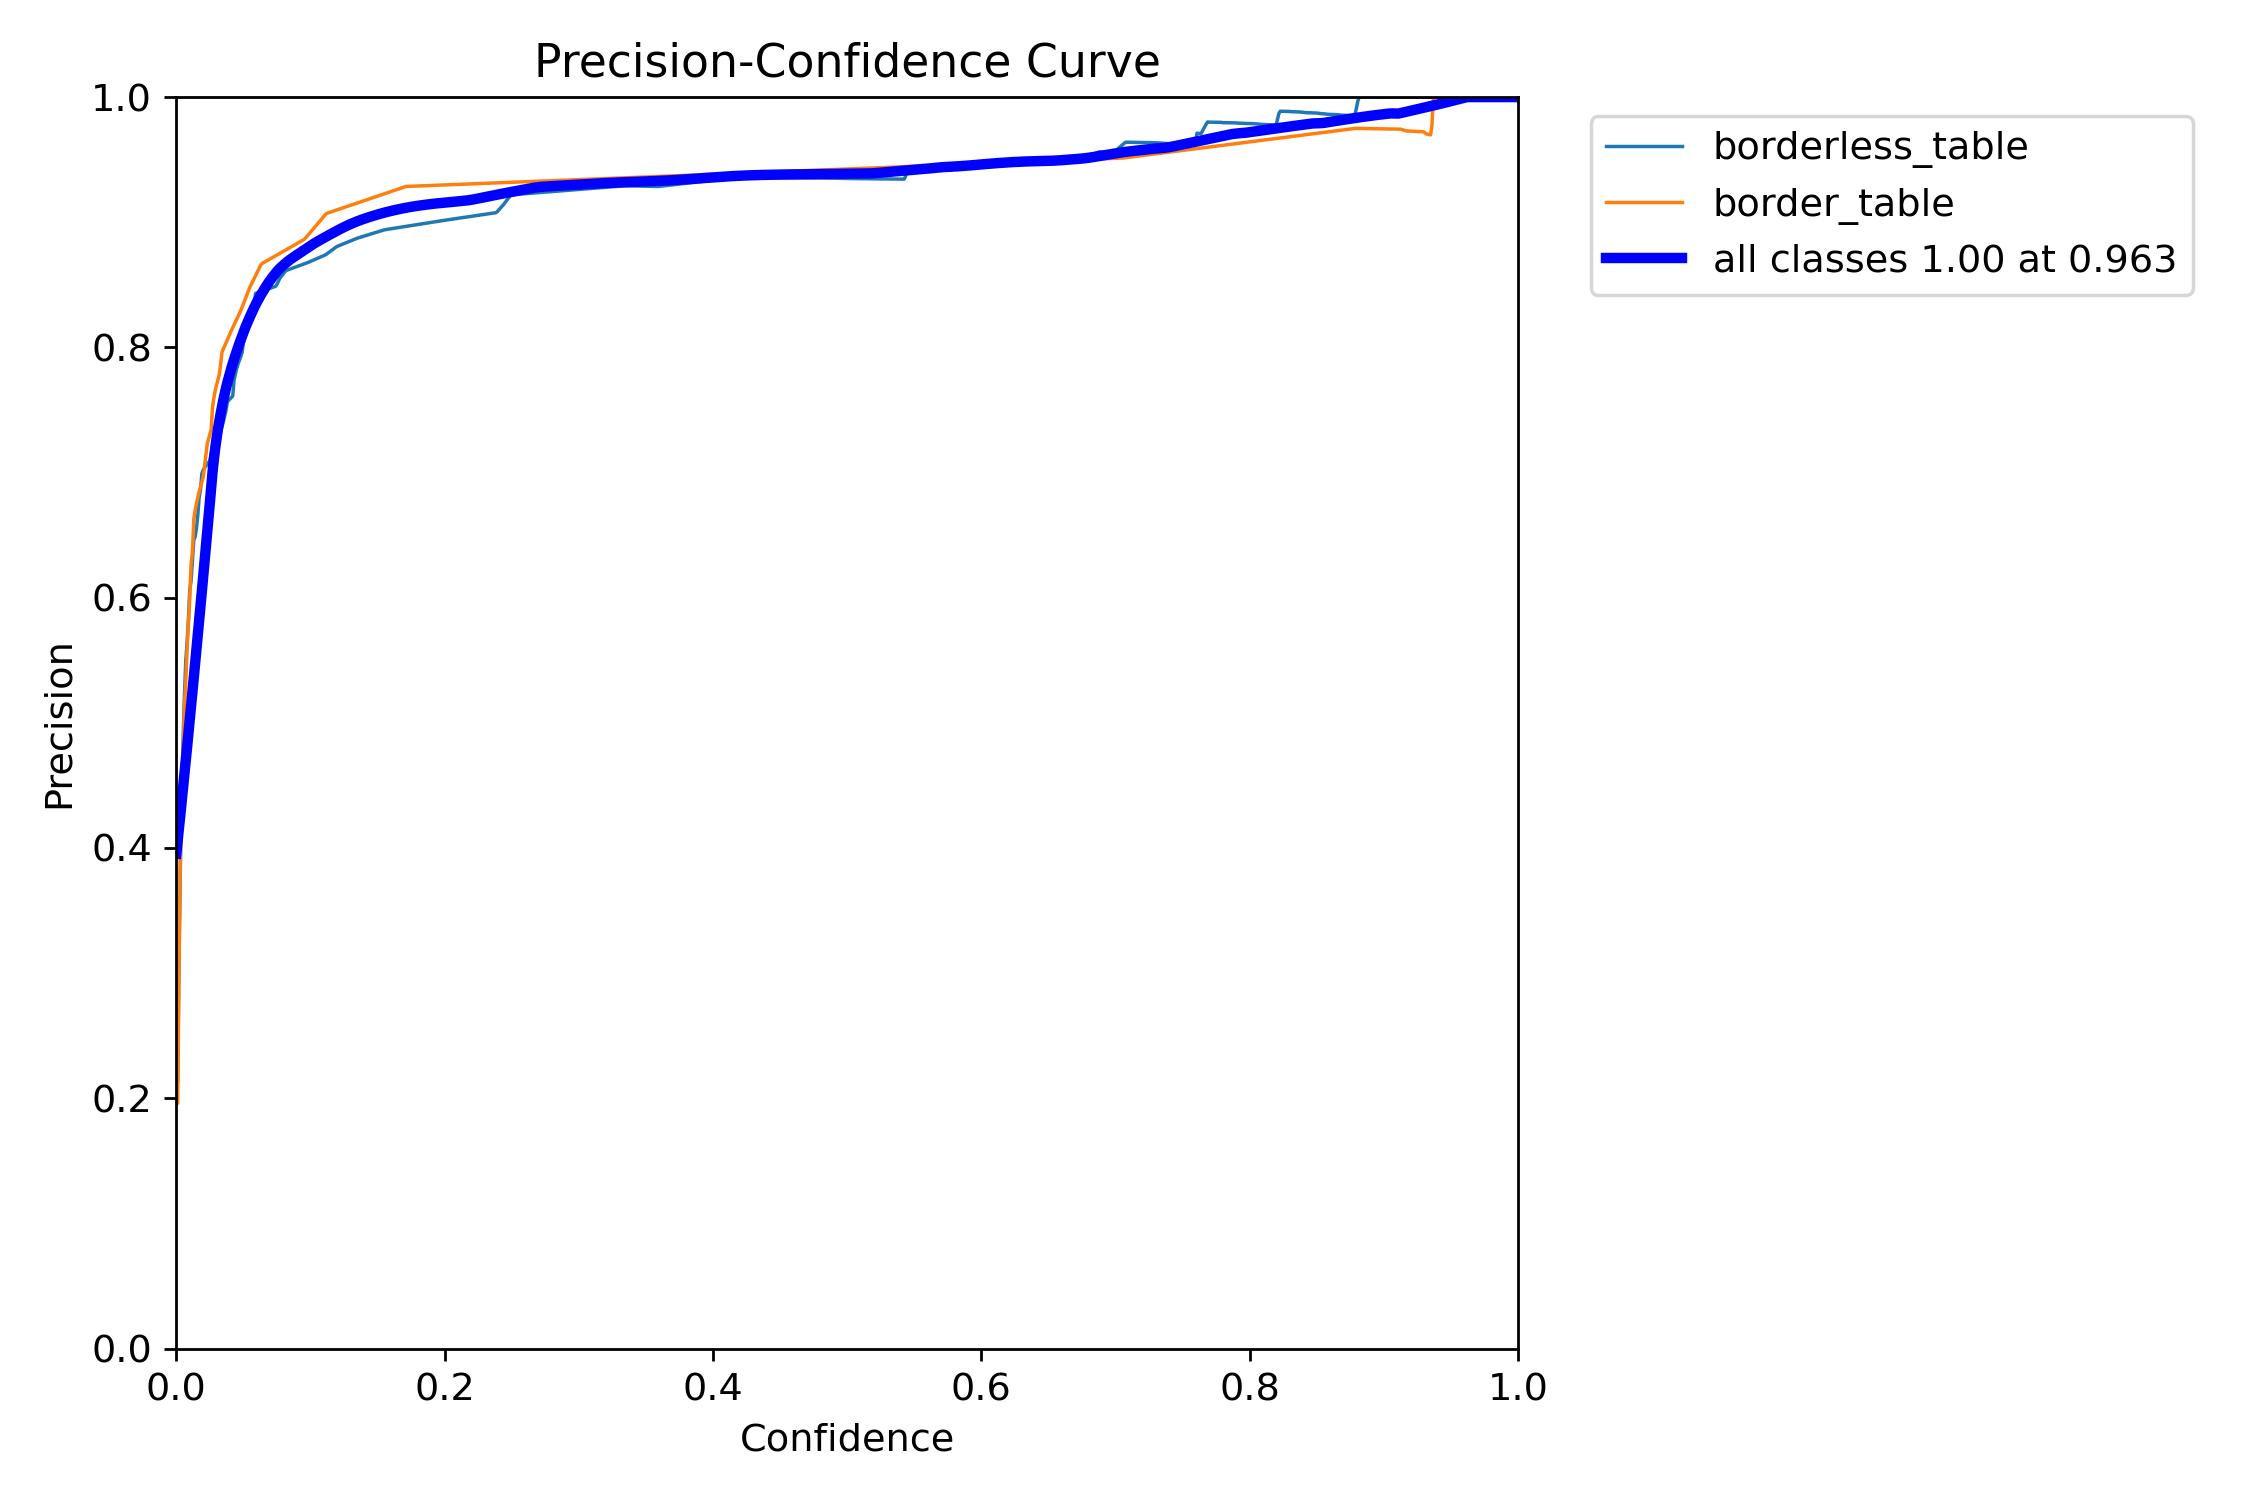 Precision-Confidence Curve
1.0
0.8
0.6
0.4
0.2
0.0
Precision
0.0 0.2 0.4 0.6 0.8 1.0
Confidence
borderless_table
border_table
all classes 1.00 at 0.963